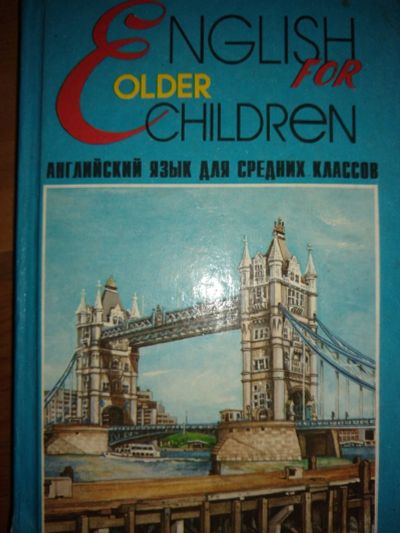 ENGLISH
FOR
OLDER
CHILDREN
АНГЛИЙСКИЙ ЯЗЫК ДЛЯ СРЕДНИХ КЛАССОВ